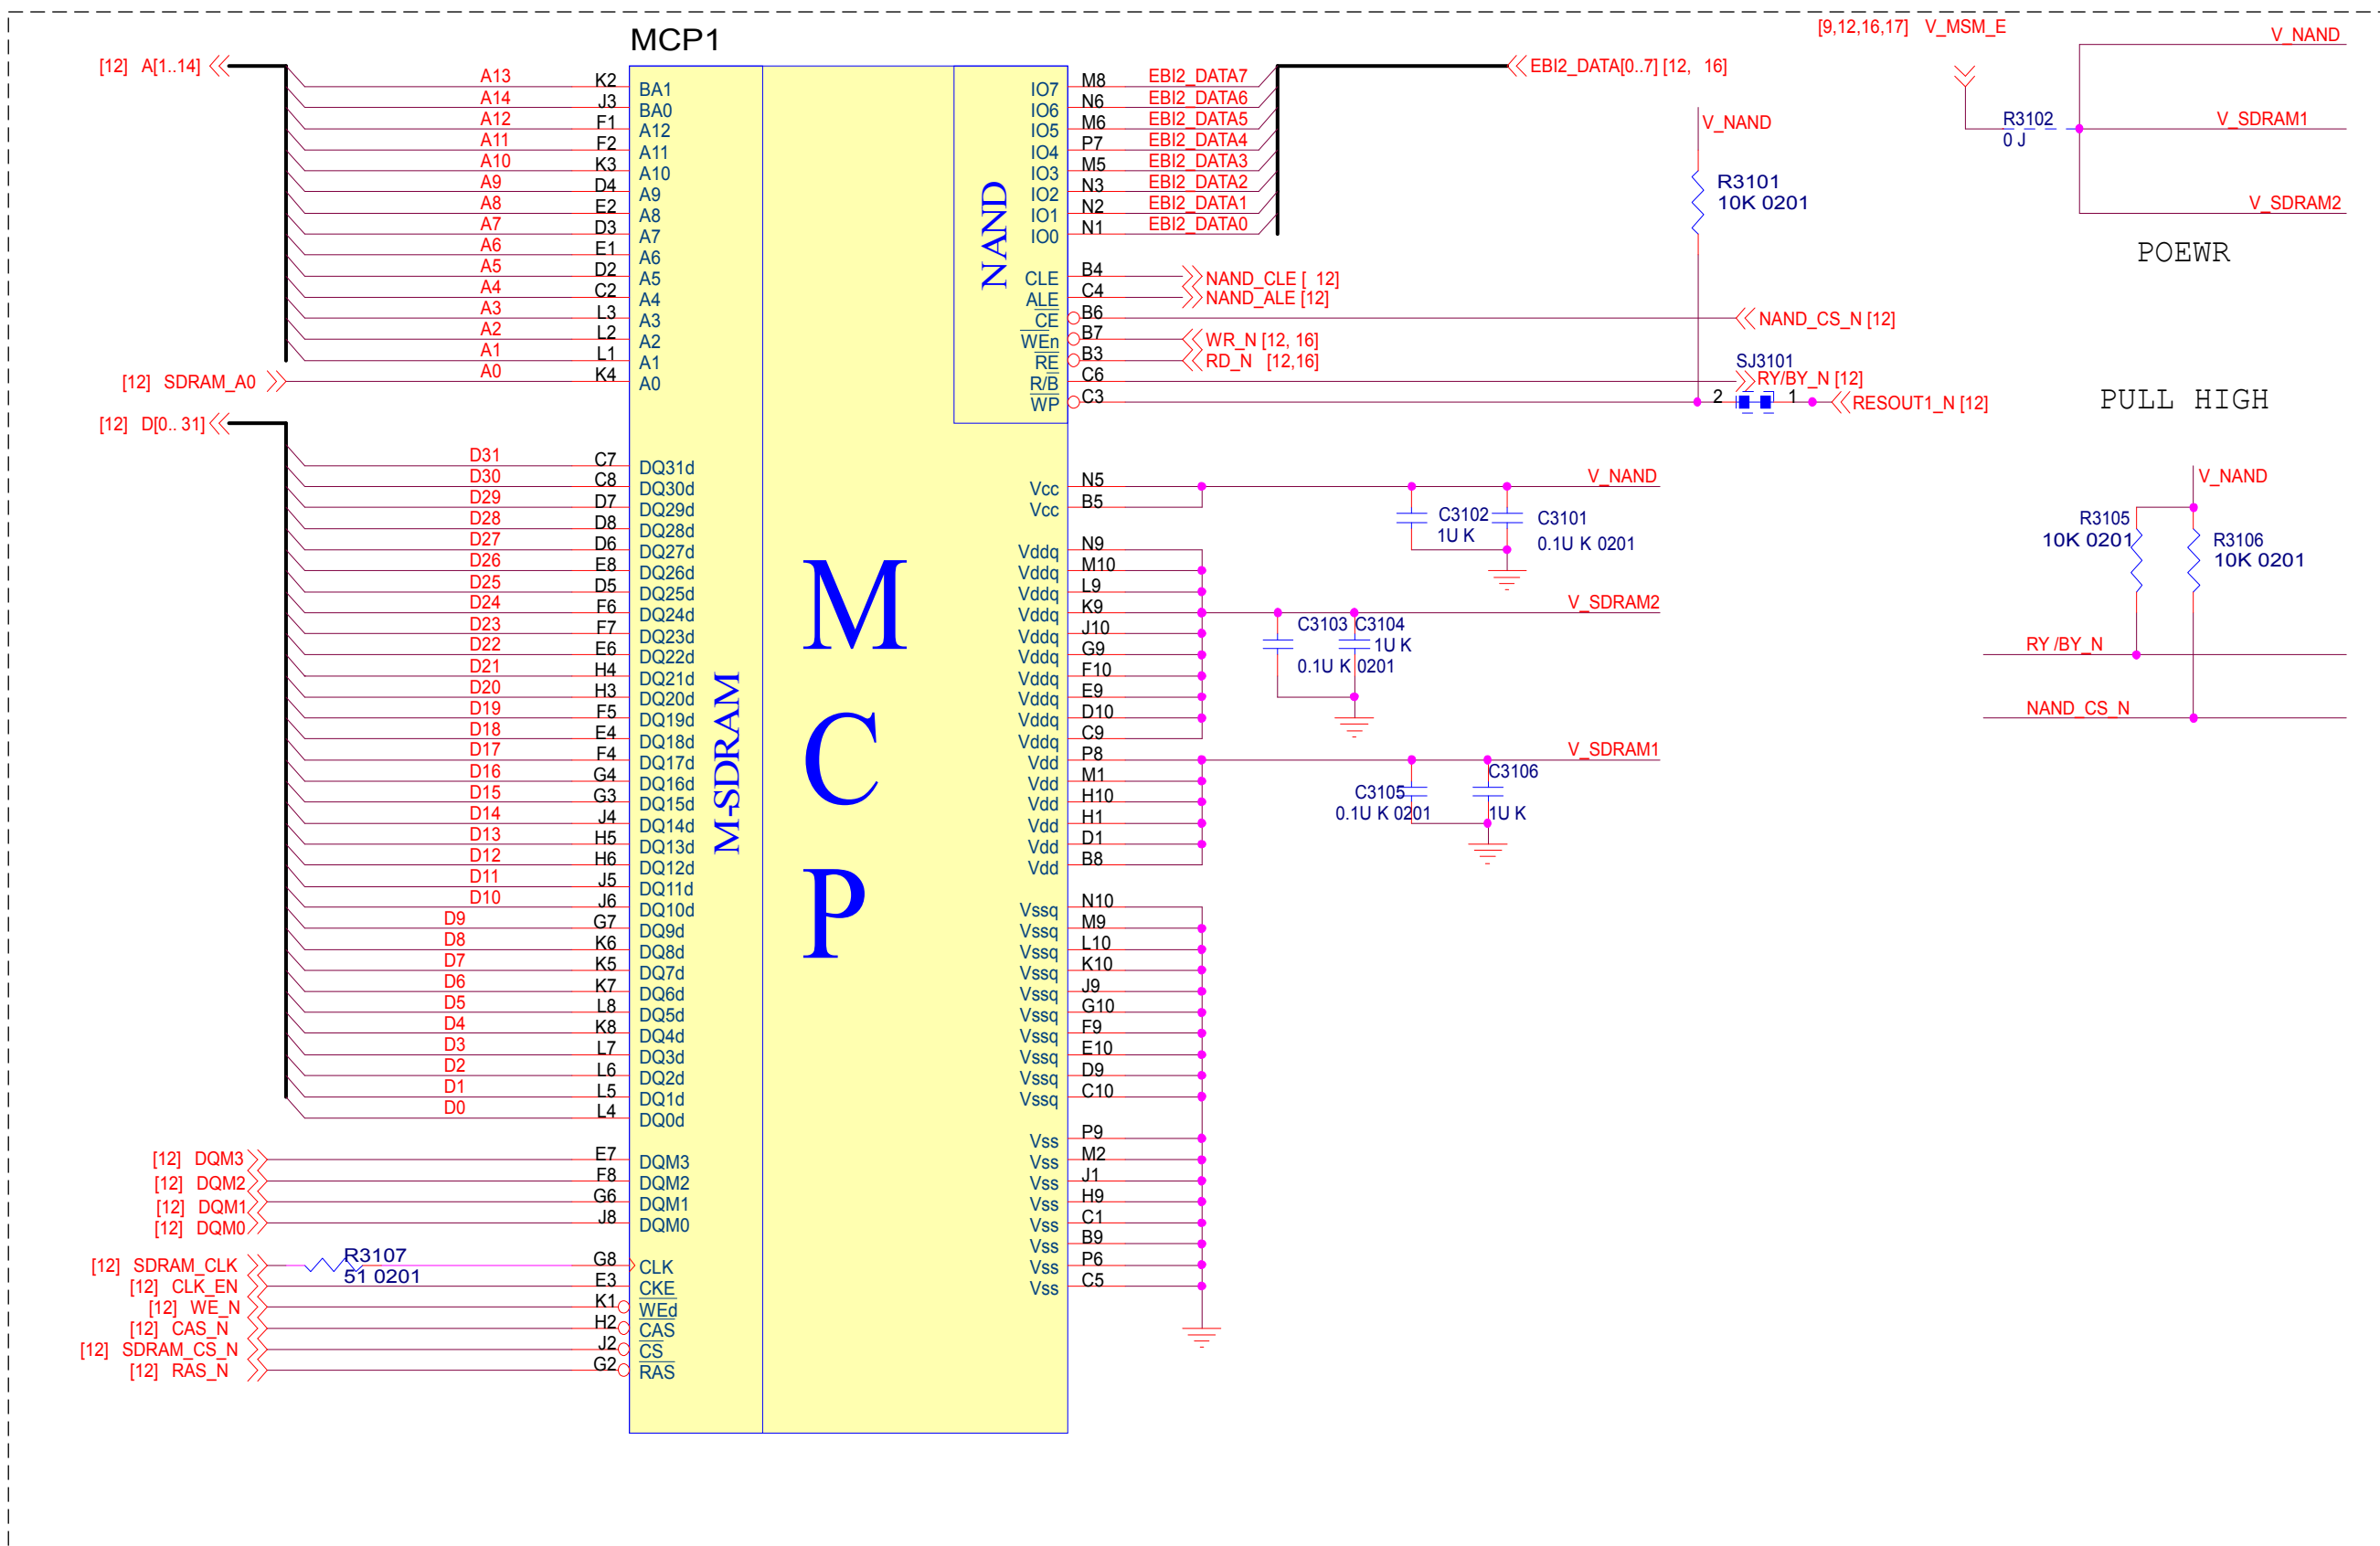 MCP1
[9,12,16,17] V_MSM_E
V_NAND
[12] A[1..14]
EBI2_DATA[0..7] [12, 16]
A13 K2 BA1
A14 J3 BA0
A12 F1 A12
A11 F2 A11
A10 K3 A10
A9 D4 A9
A8 E2 A8
A7 D3 A7
A6 E1 A6
A5 D2 A5
A4 C2 A4
A3 L3 A3
A2 L2 A2
A1 L1 A1
[12] SDRAM_A0 A0 K4 A0
[12] D[0.. 31]
D31 C7 DQ31d
D30 C8 DQ30d
D29 D7 DQ29d
D28 D8 DQ28d
D27 D6 DQ27d
D26 E8 DQ26d
D25 D5 DQ25d
D24 F6 DQ24d
D23 F7 DQ23d
D22 E6 DQ22d
D21 H4 DQ21d
D20 H3 DQ20d
D19 F5 DQ19d
D18 E4 DQ18d
D17 F4 DQ17d
D16 G4 DQ16d
D15 G3 DQ15d
D14 J4 DQ14d
D13 H5 DQ13d
D12 H6 DQ12d
D11 J5 DQ11d
D10 J6 DQ10d
D9 G7 DQ9d
D8 K6 DQ8d
D7 K5 DQ7d
D6 K7 DQ6d
D5 L8 DQ5d
D4 K8 DQ4d
D3 L7 DQ3d
D2 L6 DQ2d
D1 L5 DQ1d
D0 L4 DQ0d
[12] DQM3 E7 DQM3
[12] DQM2 F8 DQM2
[12] DQM1 G6 DQM1
[12] DQM0 J8 DQM0
[12] SDRAM_CLK R3107 G8 CLK
51 0201
[12] CLK_EN E3 CKE
[12] WE_N K1 WEd
[12] CAS_N H2 CAS
[12] SDRAM_CS_N J2 CS
[12] RAS_N G2 RAS
M-SDRAM
M
C
P
NAND
IO7 M8 EBI2_DATA7
IO6 N6 EBI2_DATA6
IO5 M6 EBI2_DATA5
IO4 P7 EBI2_DATA4
IO3 M5 EBI2_DATA3
IO2 N3 EBI2_DATA2
IO1 N2 EBI2_DATA1
IO0 N1 EBI2_DATA0
CLE B4 NAND_CLE [ 12]
ALE C4 NAND_ALE [12]
CE B6 NAND_CS_N [12]
WEn B7 WR_N [12, 16]
RE B3 RD_N [12,16]
R/B C6 RY/BY_N [12]
WP C3 2 SJ3101 1 RESOUT1_N [12]
V_NAND
R3101
10K 0201
Vcc N5 V_NAND
Vcc B5
C3102
1U K
C3101
0.1U K 0201
Vddq N9
Vddq M10
Vddq L9
Vddq K9 V_SDRAM2
Vddq J10
Vddq G9
Vddq F10
Vddq E9
Vddq D10
Vddq C9
C3103 C3104
1U K
0.1U K 0201
Vdd P8 V_SDRAM1
Vdd M1
Vdd H10
Vdd H1
Vdd D1
Vdd B8
C3106
C3105
0.1U K 0201 1U K
Vssq N10
Vssq M9
Vssq L10
Vssq K10
Vssq J9
Vssq G10
Vssq F9
Vssq E10
Vssq D9
Vssq C10
Vss P9
Vss M2
Vss J1
Vss H9
Vss C1
Vss B9
Vss P6
Vss C5
R3102
0 J
V_SDRAM1
V_SDRAM2
POEWR
PULL HIGH
V_NAND
R3105
10K 0201
R3106
10K 0201
RY /BY_N
NAND_CS_N